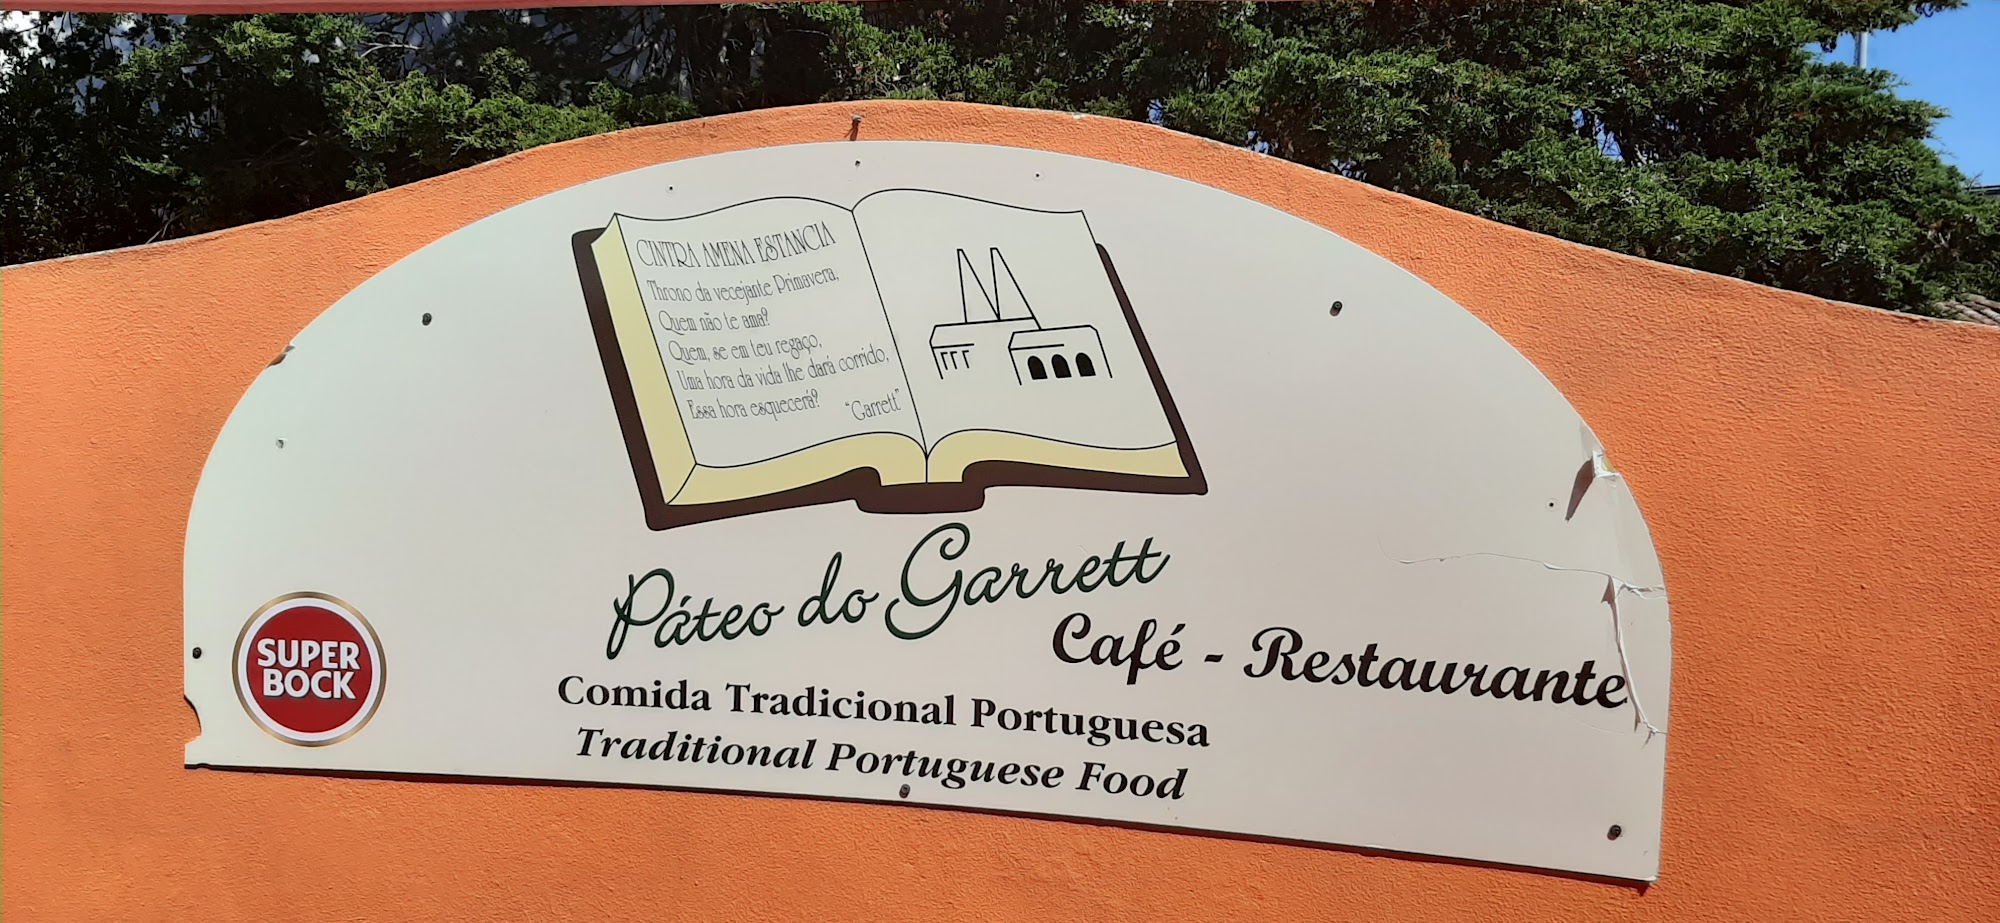 CINTRA AMENA ESTANCIA
Throno da vecejante Primavera,
Quem não te ama?
Quem, se em teu regaço,
Uma hora da vida lhe dará corrido,
Essa hora esquecerá?
"Garrett"
Páteo do Garrett
Café - Restaurante
Comida Tradicional Portuguesa
Traditional Portuguese Food
SUPER
BOCK